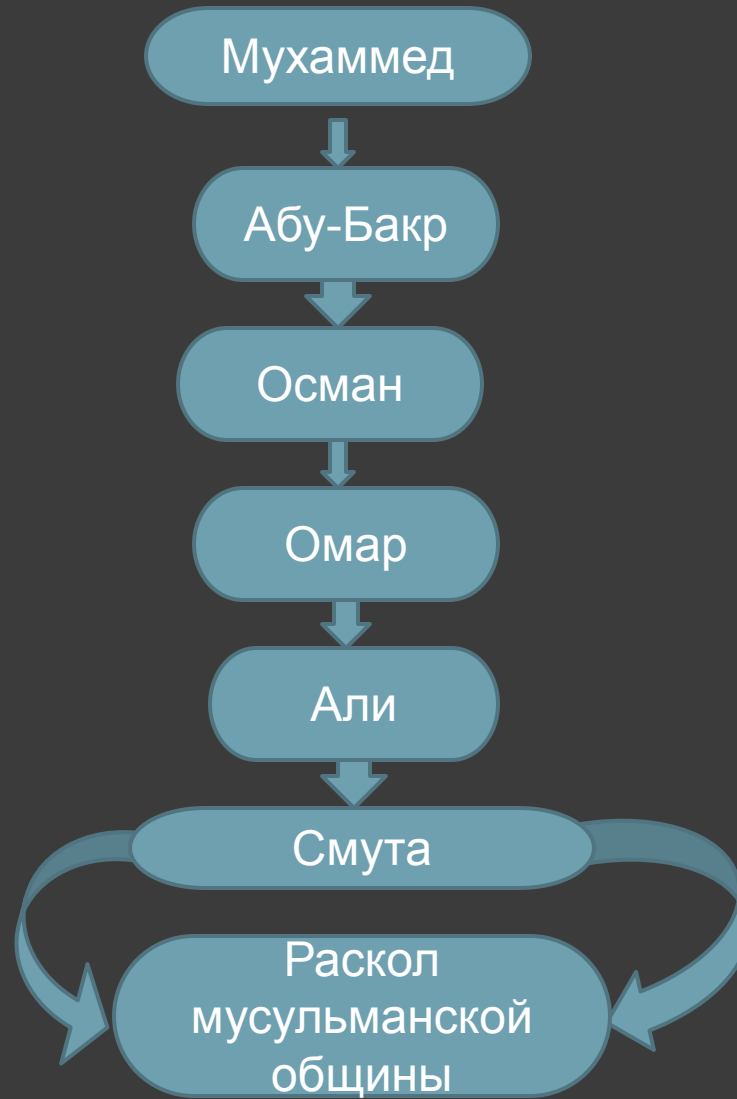 Мухаммед
Абу-Бакр
Осман
Омар
Али
Смута
Раскол
мусульманской
общины